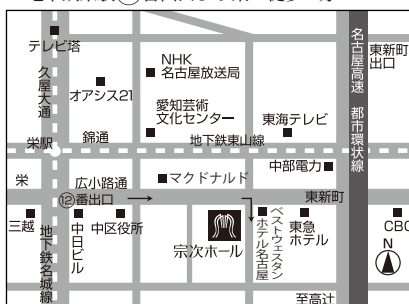 テレビ塔
久屋大通
オアシス21
NHK
名古屋放送局
愛知芸術
文化センター
東海テレビ
名古屋高速 都市環状線
東新町
出口
栄駅
錦通
地下鉄東山線
中部電力
栄
広小路通
マクドナルド
⑫番出口
東新町
三越
地下鉄名城線
中日ビル
中区役所
宗次ホール
ベストウェスタン
ホテル名古屋
東急
ホテル
CBC
N
至高辻